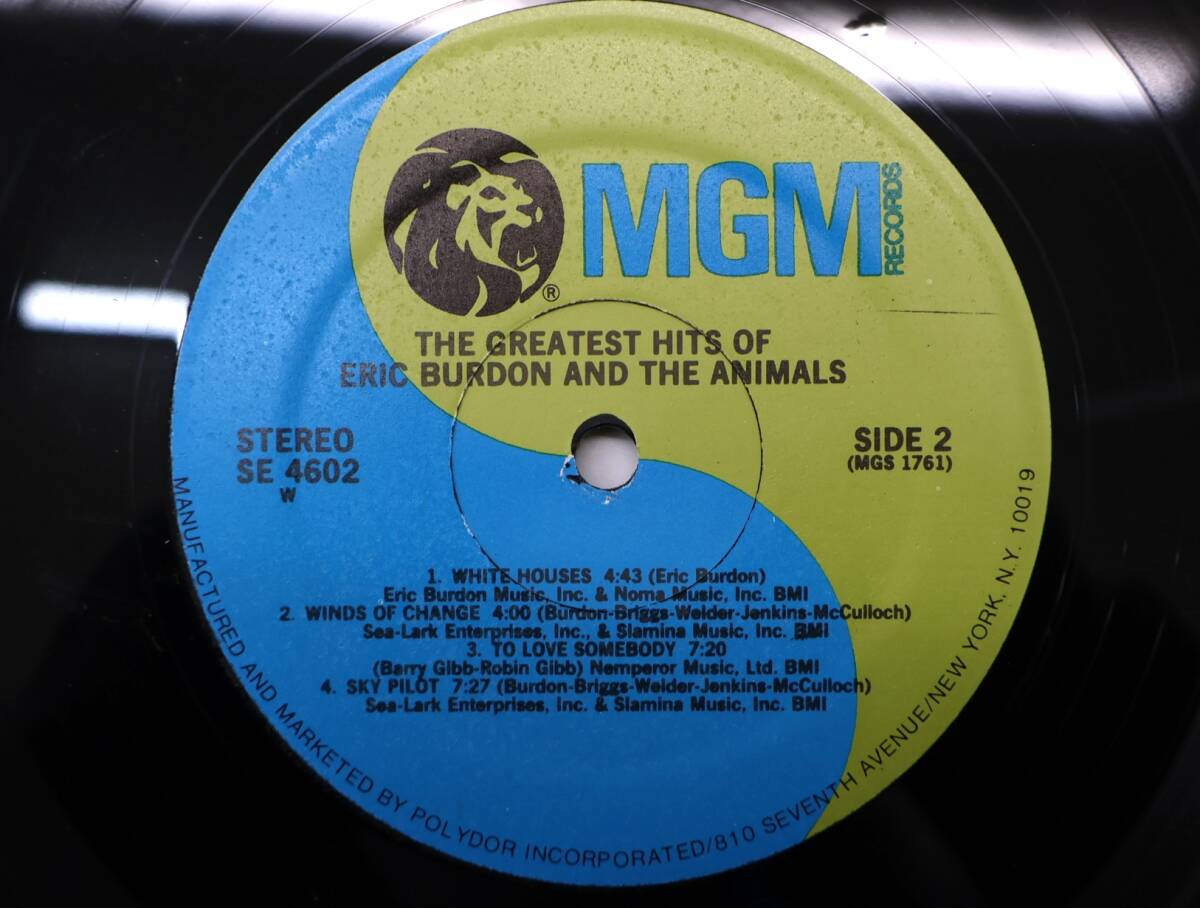 MGM
RECORDS
®
THE GREATEST HITS OF
ERIC BURDON AND THE ANIMALS
STEREO
SE 4602
W
SIDE 2
(MGS 1761)
1. WHITE HOUSES 4:43 (Eric Burdon)
Eric Burdon Music, Inc. & Noma Music, Inc. BMI
2. WINDS OF CHANGE 4:00 (Burdon-Briggs-Weider-Jenkins-McCulloch)
Sea-Lark Enterprises, Inc., & Slamina Music, Inc. BMI
3. TO LOVE SOMEBODY 7:20
(Barry Gibb-Robin Gibb) Nemperor Music, Ltd. BMI
4. SKY PILOT 7:27 (Burdon-Briggs-Weider-Jenkins-McCulloch)
Sea-Lark Enterprises, Inc. & Slamina Music, Inc. BMI
MANUFACTURED AND MARKETED BY POLYDOR INCORPORATED/810 SEVENTH AVENUE/NEW YORK, N.Y. 10019